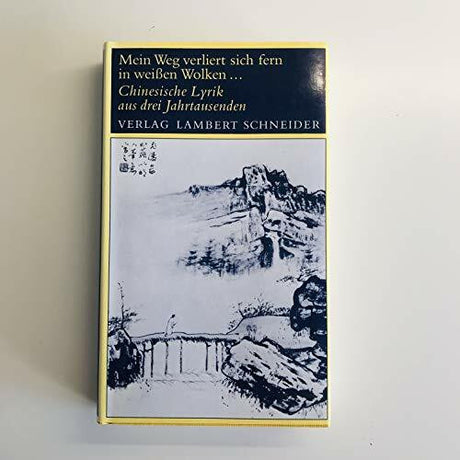 Mein Weg verliert sich fern
in weißen Wolken ...
Chinesische Lyrik
aus drei Jahrtausenden
VERLAG LAMBERT SCHNEIDER